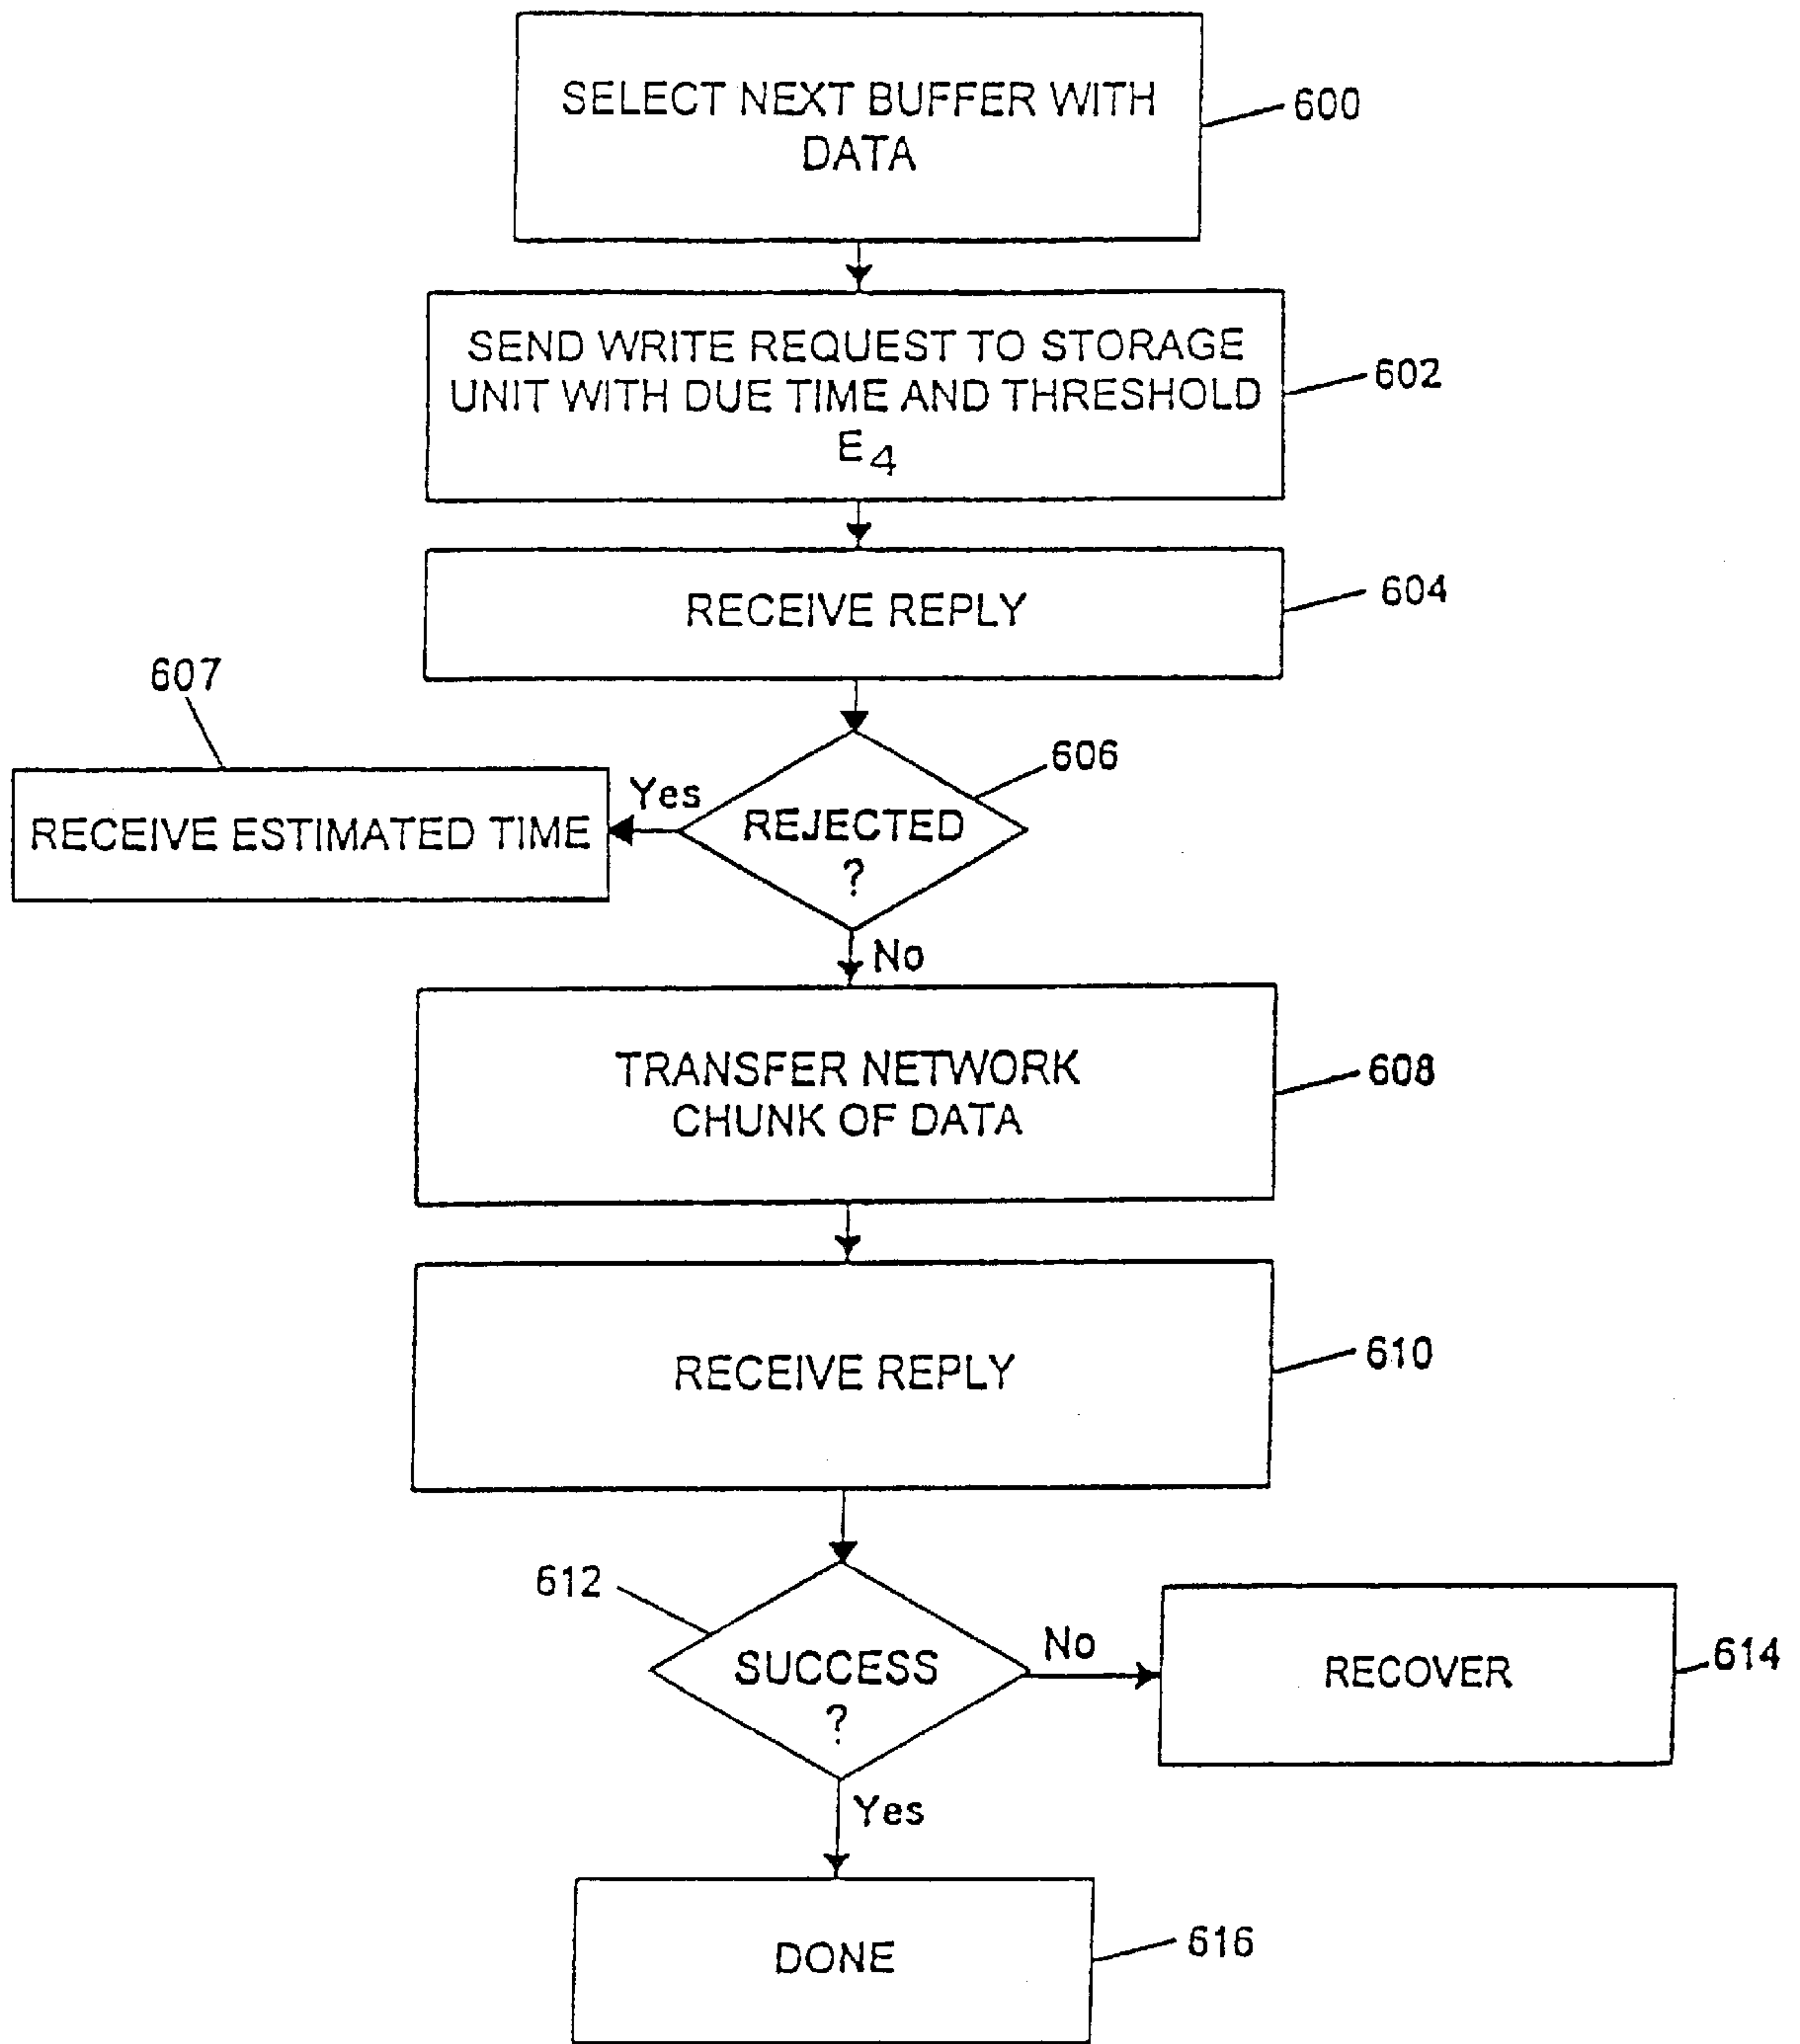 SELECT NEXT BUFFER WITH
DATA
600
SEND WRITE REQUEST TO STORAGE
UNIT WITH DUE TIME AND THRESHOLD
E4
602
RECEIVE REPLY
604
607
606
Yes
RECEIVE ESTIMATED TIME
REJECTED
?
No
TRANSFER NETWORK
CHUNK OF DATA
608
RECEIVE REPLY
610
612
SUCCESS
?
No
RECOVER
614
Yes
DONE
616